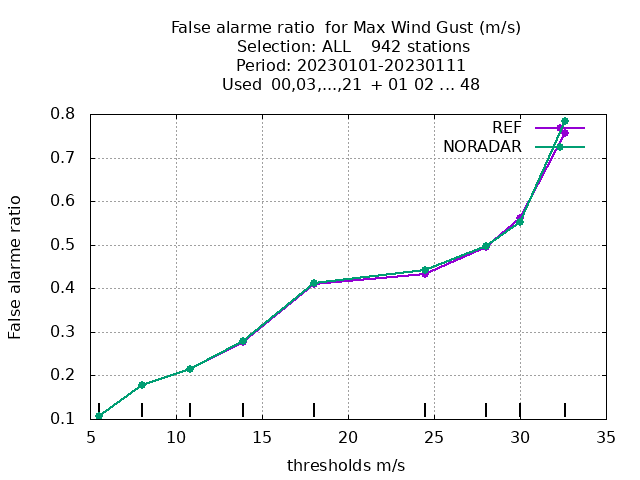 False alarme ratio  for Max Wind Gust (m/s)
Selection: ALL    942 stations
Period: 20230101-20230111
Used  00,03,...,21  + 01 02 ... 48
REF
NORADAR
False alarme ratio
0.8
0.7
0.6
0.5
0.4
0.3
0.2
0.1
5 10 15 20 25 30 35
thresholds m/s